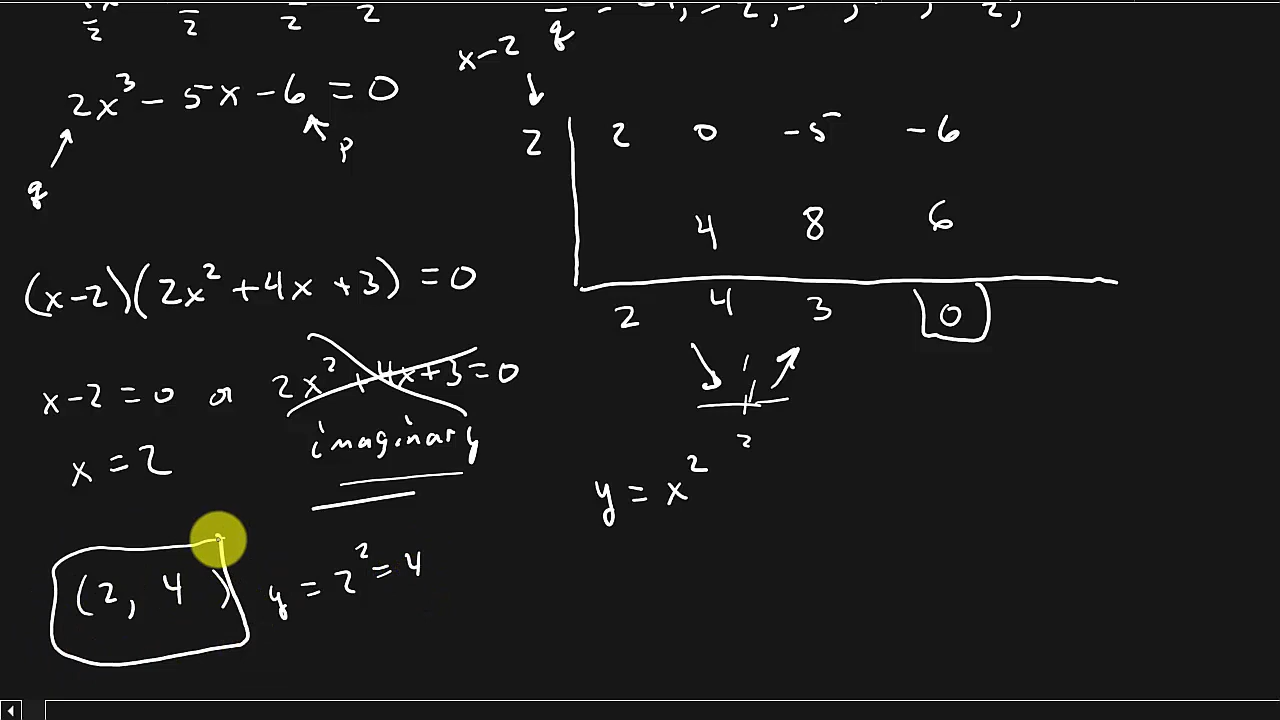 2x³ − 5x − 6 = 0
q
p
(x−2)(2x² + 4x + 3) = 0
x−2 = 0 or 2x² + 4x + 3 = 0
imaginary
x = 2
(2, 4) y = 2² = 4
x−2
2 2 0 −5 −6
4 8 6
2 4 3 0
2
y = x²